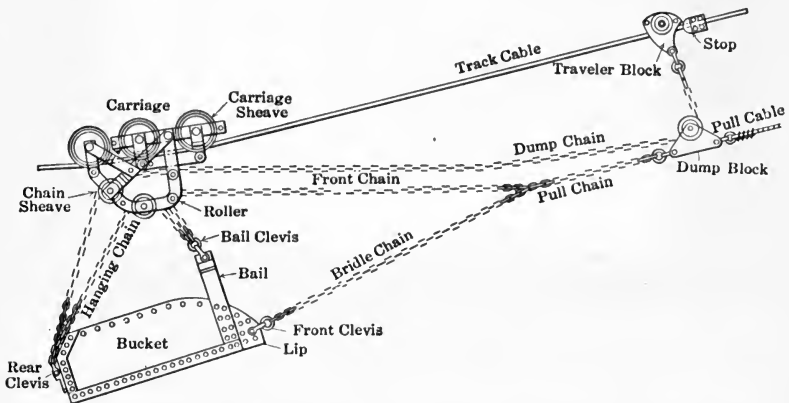 Track Cable
Traveler Block
Stop
Carriage
Carriage
Sheave
Dump Chain
Pull Cable
Front Chain
Pull Chain
Dump Block
Chain
Sheave
Roller
Hanging Chain
Bail Clevis
Bail
Bridle Chain
Bucket
Front Clevis
Lip
Rear
Clevis